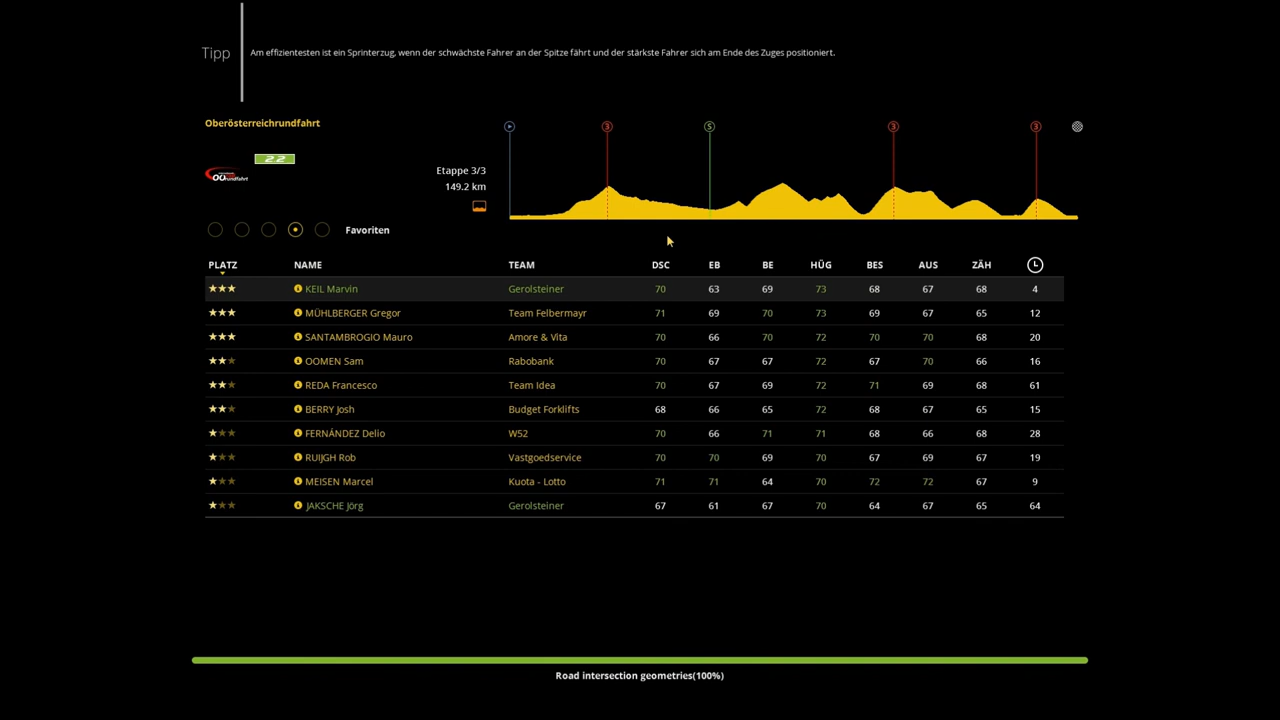 Tipp
Am effizientesten ist ein Sprinterzug, wenn der schwächste Fahrer an der Spitze fährt und der stärkste Fahrer sich am Ende des Zuges positioniert.
Oberösterreichrundfahrt
3 S 3 3
2.2
OÖ rundfahrt
Etappe 3/3
149.2 km
Favoriten
PLATZ NAME TEAM DSC EB BE HÜG BES AUS ZÄH
KEIL Marvin Gerolsteiner 70 63 69 73 68 67 68 4
MÜHLBERGER Gregor Team Felbermayr 71 69 70 73 69 67 65 12
SANTAMBROGIO Mauro Amore & Vita 70 66 70 72 70 70 68 20
OOMEN Sam Rabobank 70 67 67 72 67 70 66 16
REDA Francesco Team Idea 70 67 69 72 71 69 68 61
BERRY Josh Budget Forklifts 68 66 65 72 68 67 65 15
FERNÁNDEZ Delio W52 70 66 71 71 68 66 68 28
RUIJGH Rob Vastgoedservice 70 70 69 70 67 69 67 19
MEISEN Marcel Kuota - Lotto 71 71 64 70 72 72 67 9
JAKSCHE Jörg Gerolsteiner 67 61 67 70 64 67 65 64
Road intersection geometries(100%)